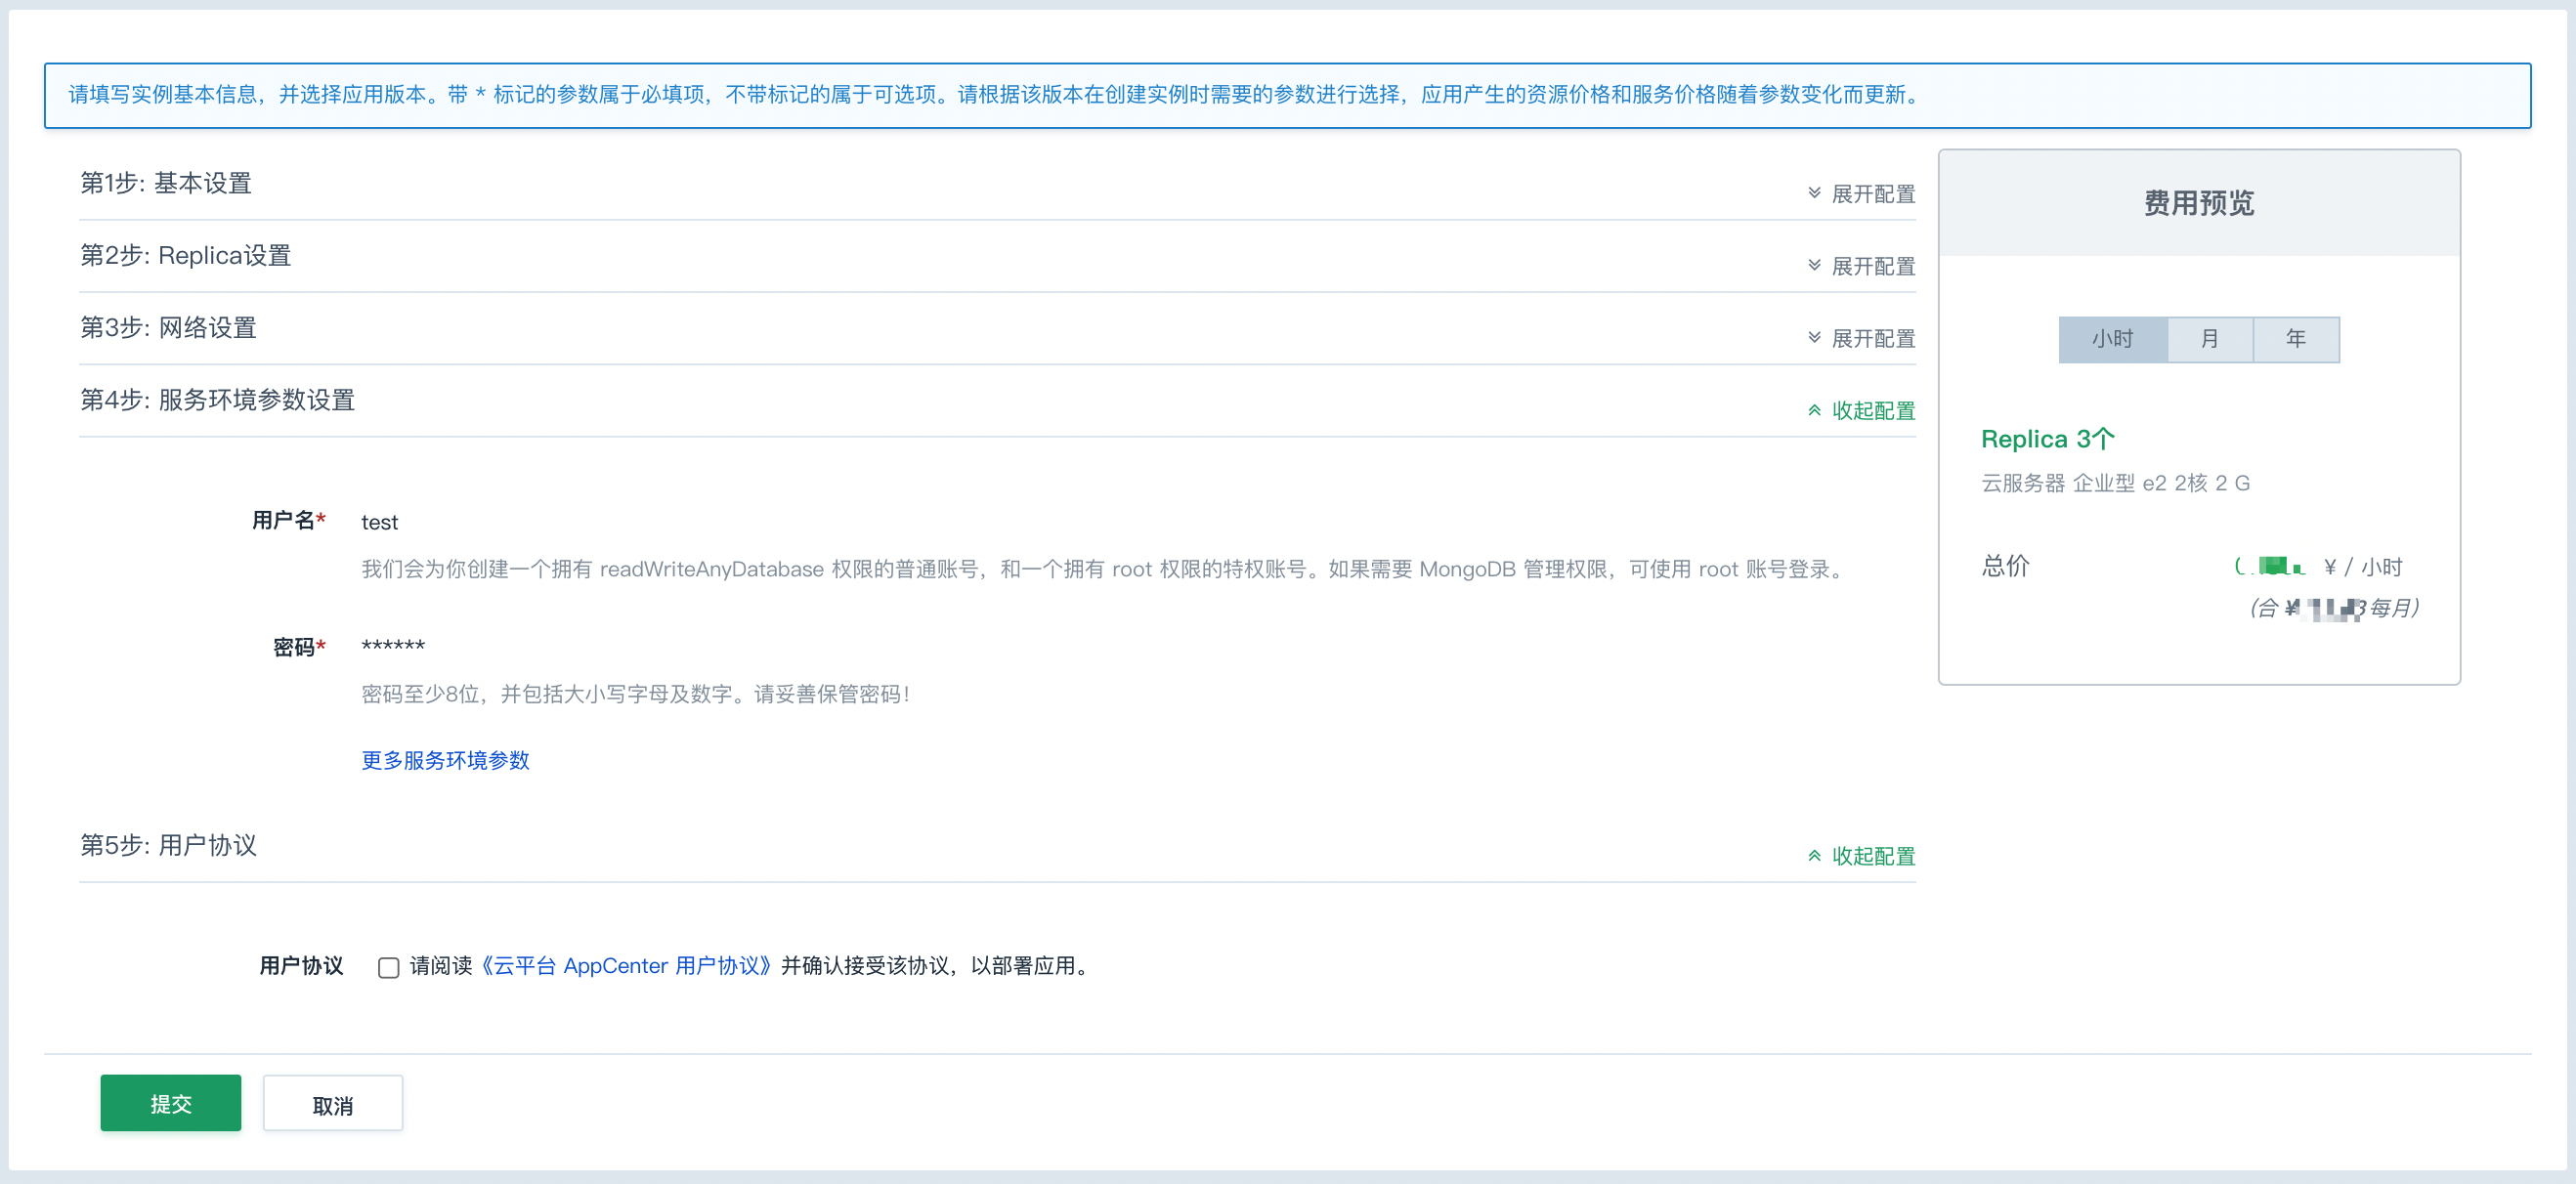 请填写实例基本信息，并选择应用版本。带 * 标记的参数属于必填项，不带标记的属于可选项。请根据该版本在创建实例时需要的参数进行选择，应用产生的资源价格和服务价格随着参数变化而更新。
第1步: 基本设置
展开配置
第2步: Replica设置
展开配置
第3步: 网络设置
展开配置
第4步: 服务环境参数设置
收起配置
用户名* test
我们会为你创建一个拥有 readWriteAnyDatabase 权限的普通账号，和一个拥有 root 权限的特权账号。如果需要 MongoDB 管理权限，可使用 root 账号登录。
密码* ******
密码至少8位，并包括大小写字母及数字。请妥善保管密码！
更多服务环境参数
第5步: 用户协议
收起配置
用户协议 请阅读《云平台 AppCenter 用户协议》并确认接受该协议，以部署应用。
提交 取消
费用预览
小时 月 年
Replica 3个
云服务器 企业型 e2 2核 2 G
总价 ¥ / 小时
(合 ¥ 每月)